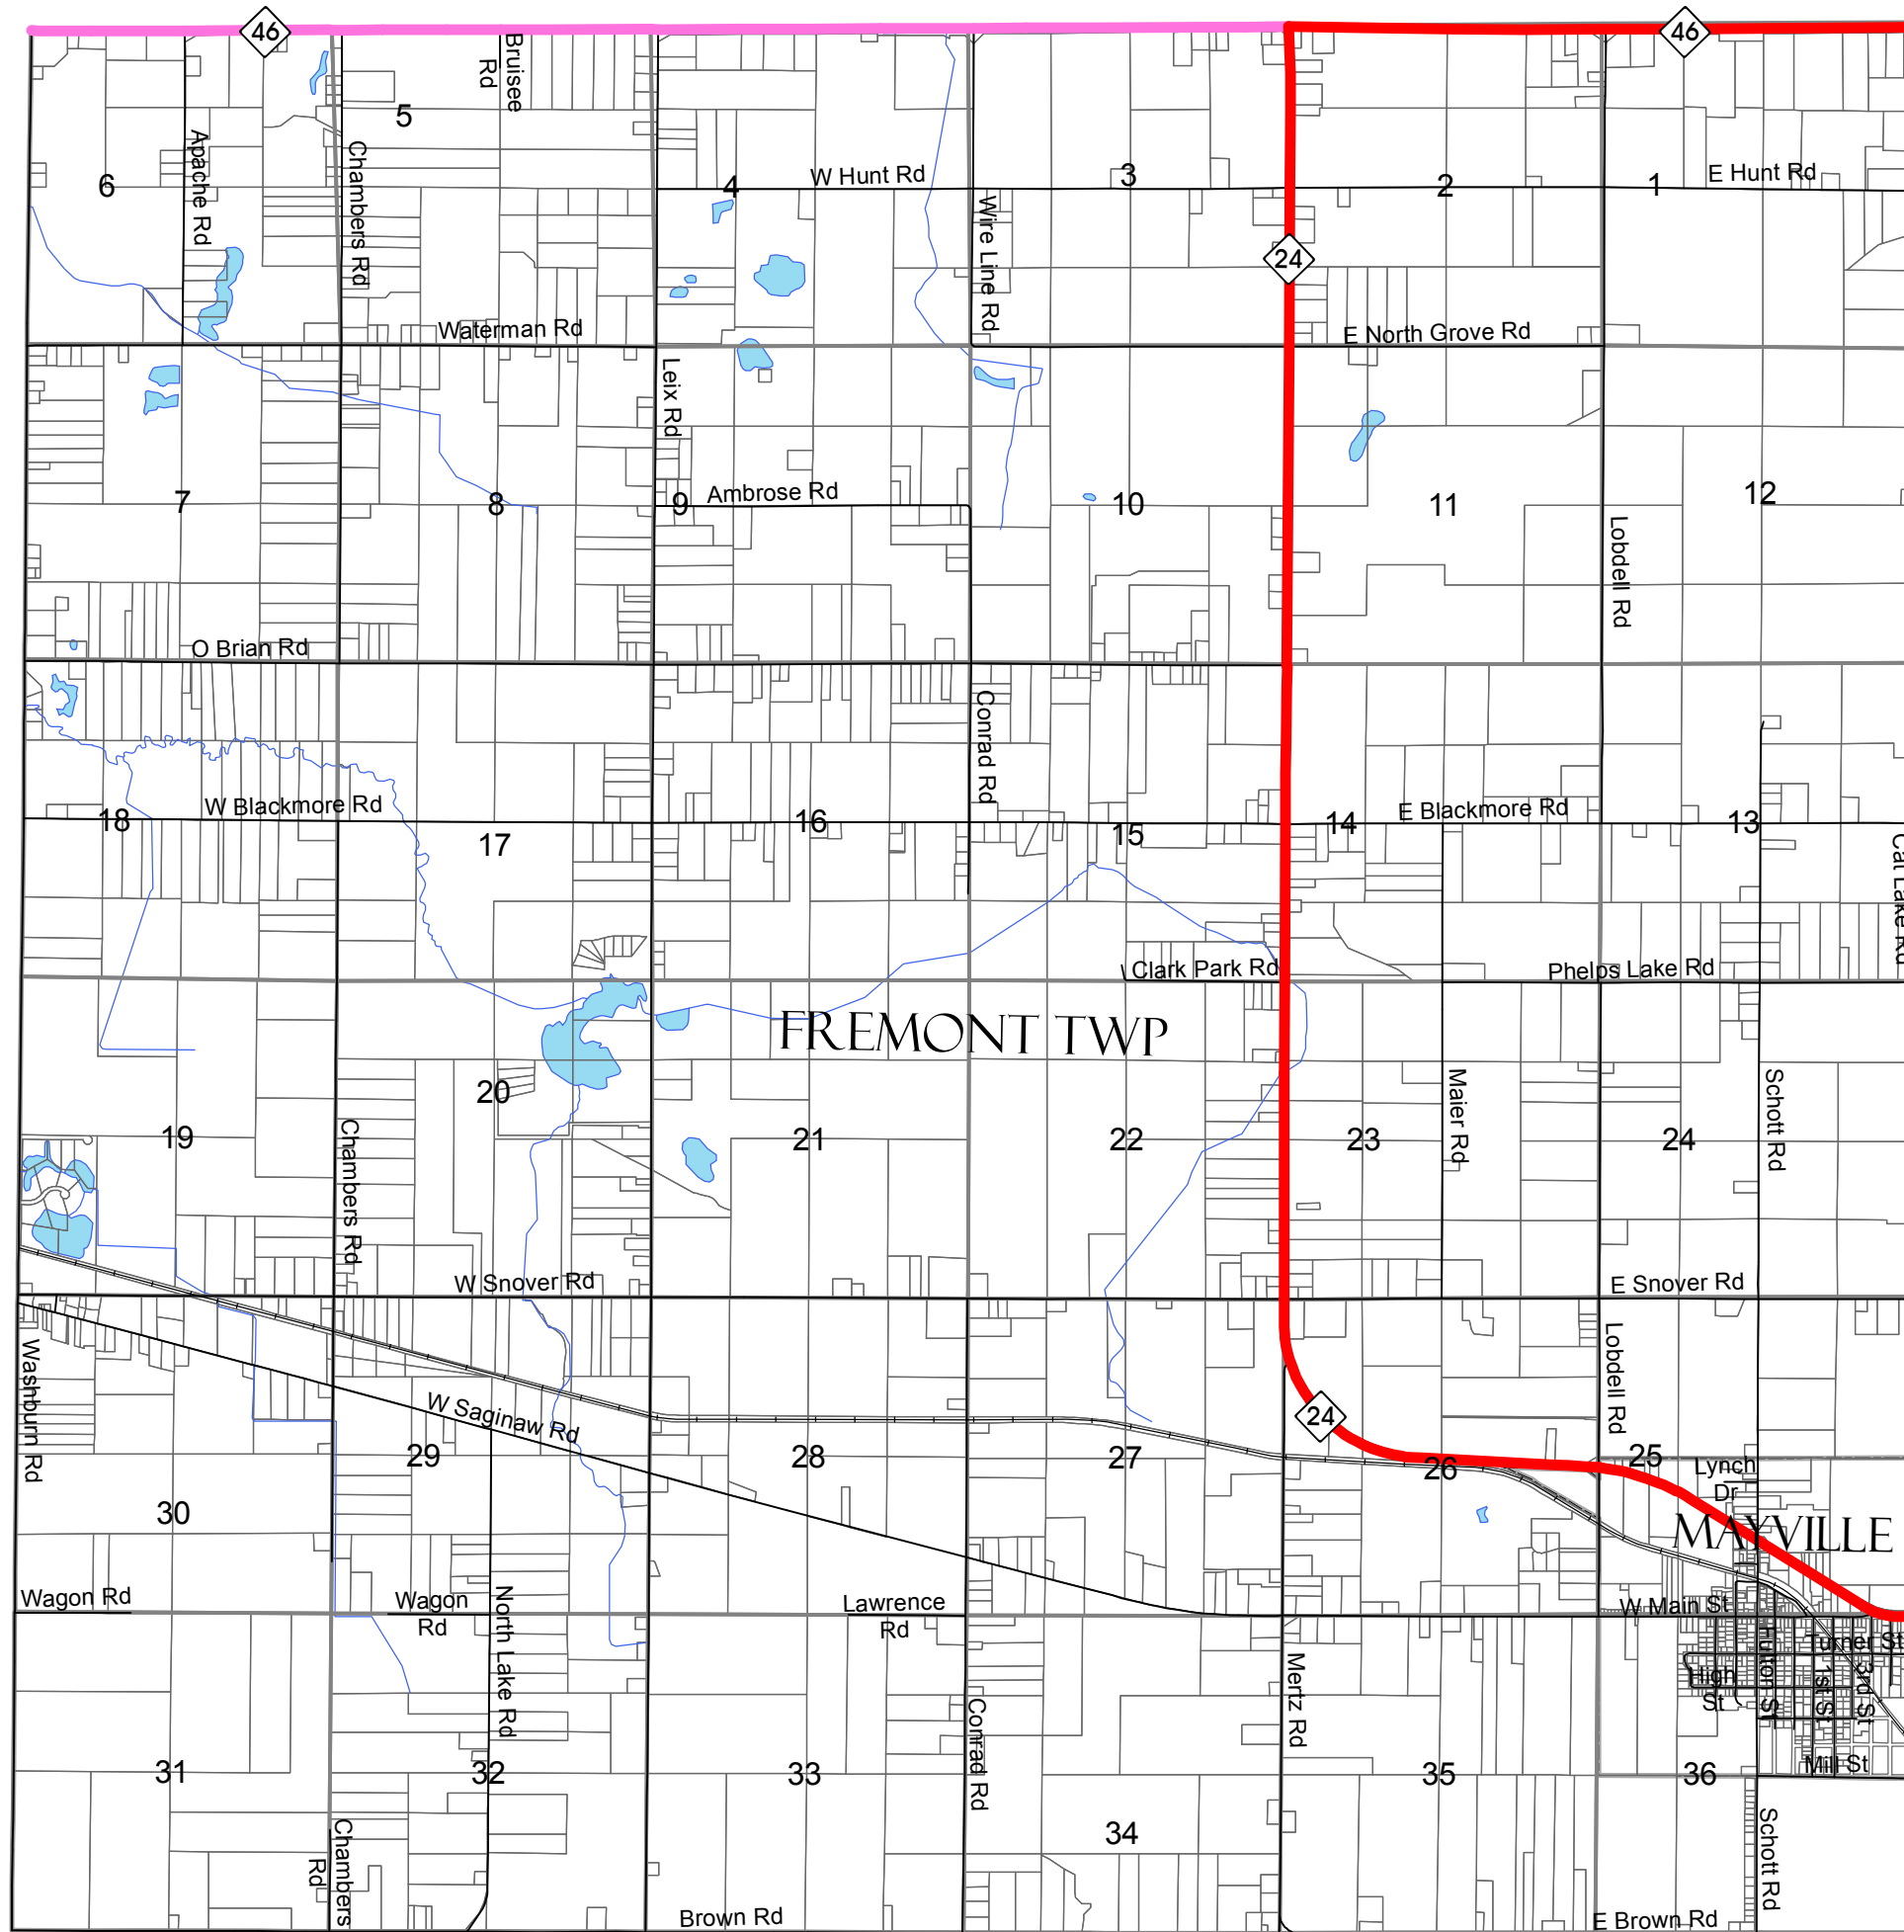 46
46
Bruisee
Rd
5
Apache Rd
Chambers Rd
6
4
W Hunt Rd
3
2
1
E Hunt Rd
Wire Line Rd
24
Waterman Rd
E North Grove Rd
Leix Rd
7
8
9
Ambrose Rd
10
11
12
Lobdell Rd
O Brian Rd
Conrad Rd
W Blackmore Rd
18
17
16
15
14
E Blackmore Rd
13
Cat Lake Rd
Clark Park Rd
Phelps Lake Rd
FREMONT TWP
20
19
21
22
23
24
Maier Rd
Schott Rd
Chambers Rd
W Snover Rd
E Snover Rd
Washburn Rd
Lobdell Rd
W Saginaw Rd
24
29
28
27
26
25
Lynch
Dr
30
MAYVILLE
Wagon Rd
Wagon
Rd
North Lake Rd
Lawrence
Rd
W Main St
Turner St
Fulton St
High
St
1st St
3rd St
Mertz Rd
Conrad Rd
31
32
33
35
36
Mill St
34
Chambers
Rd
Schott Rd
Brown Rd
E Brown Rd